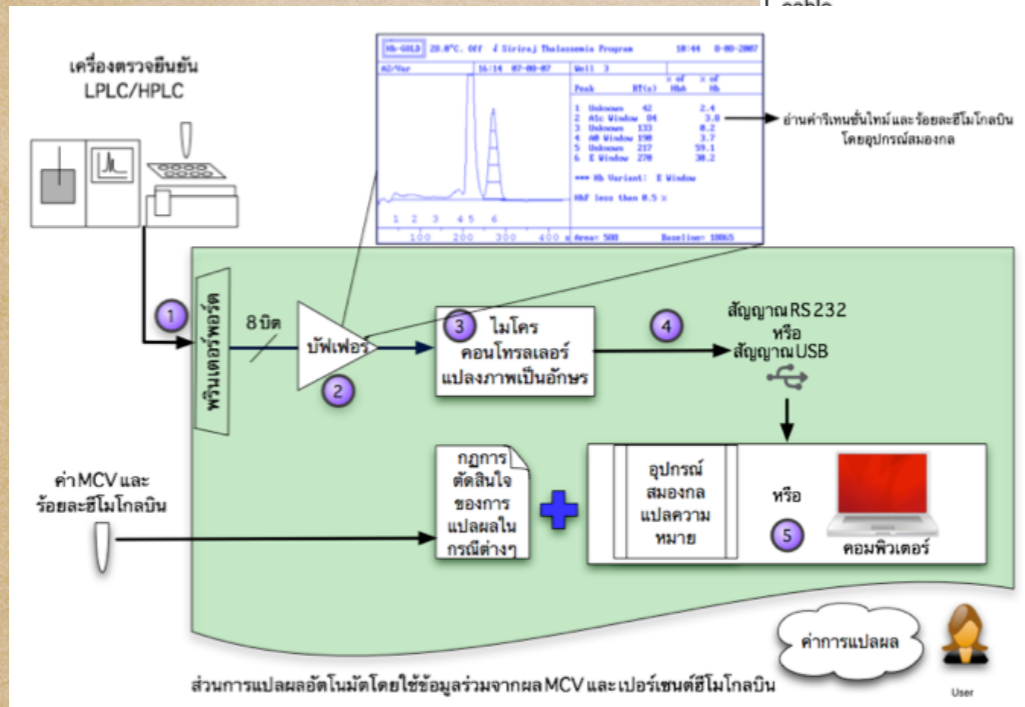 cable
เครื่องตรวจยืนยัน
LPLC/HPLC
Hb-GOLD 28.0°C. Off √ Siriraj Thalassemia Program 10:44 8-08-2007
A2/Var 16:14 07-08-07 Well 3
% of % of
Peak RT(s) HbA Hb
1 Unknown 42 2.4
2 A1c Window 84 3.8
3 Unknown 133 0.2
4 A0 Window 190 3.7
5 Unknown 217 59.1
6 E Window 270 30.2
*** Hb Variant: E Window
HbF less than 0.5 %
1 2 3 4 5 6
100 200 300 400 s Area= 508 Baseline= 10065
อ่านค่ารีเทนชั่นไทม์ และร้อยละฮีโมโกลบิน
โดยอุปกรณ์สมองกล
1
พรินเตอร์พอร์ต
8 บิต
บัฟเฟอร์
2
3 ไมโคร
คอนโทรลเลอร์
แปลงภาพเป็นอักษร
4
สัญญาณ RS 232
หรือ
สัญญาณ USB
ค่า MCV และ
ร้อยละฮีโมโกลบิน
กฏการ
ตัดสินใจ
ของการ
แปลผลใน
กรณีต่างๆ
อุปกรณ์
สมองกล
แปลความ
หมาย
หรือ
5
คอมพิวเตอร์
ค่าการแปลผล
User
ส่วนการแปลผลอัตโนมัตโดยใช้ข้อมูลร่วมจากผล MCV และเปอร์เซนต์ฮีโมโกลบิน